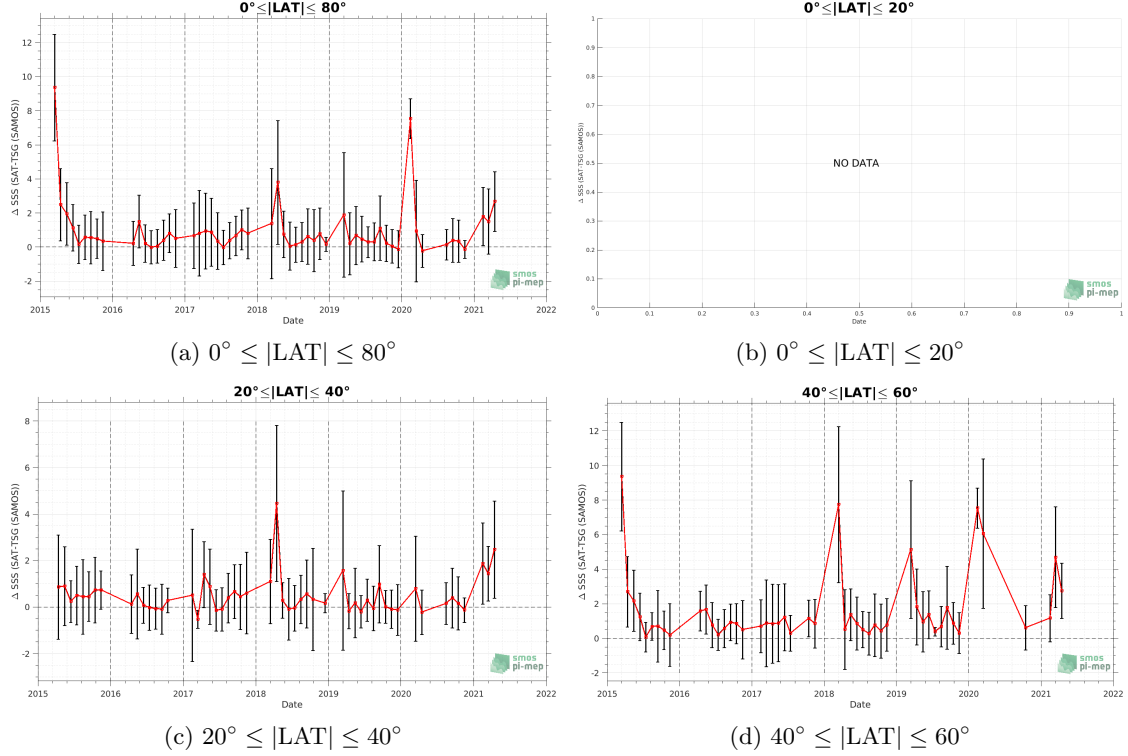 0°≤|LAT|≤ 80°
Δ SSS (SAT-TSG (SAMOS))
12
10
8
6
4
2
0
-2
2015 2016 2017 2018 2019 2020 2021 2022
Date
smos
pi-mep
(a) 0° ≤ |LAT| ≤ 80°
0°≤|LAT|≤ 20°
Δ SSS (SAT-TSG (SAMOS))
1
0.9
0.8
0.7
0.6
0.5
0.4
0.3
0.2
0.1
0
NO DATA
0 0.1 0.2 0.3 0.4 0.5 0.6 0.7 0.8 0.9 1
Date
smos
pi-mep
(b) 0° ≤ |LAT| ≤ 20°
20°≤|LAT|≤ 40°
Δ SSS (SAT-TSG (SAMOS))
8
6
4
2
0
-2
2015 2016 2017 2018 2019 2020 2021 2022
Date
smos
pi-mep
(c) 20° ≤ |LAT| ≤ 40°
40°≤|LAT|≤ 60°
Δ SSS (SAT-TSG (SAMOS))
12
10
8
6
4
2
0
-2
2015 2016 2017 2018 2019 2020 2021 2022
Date
smos
pi-mep
(d) 40° ≤ |LAT| ≤ 60°